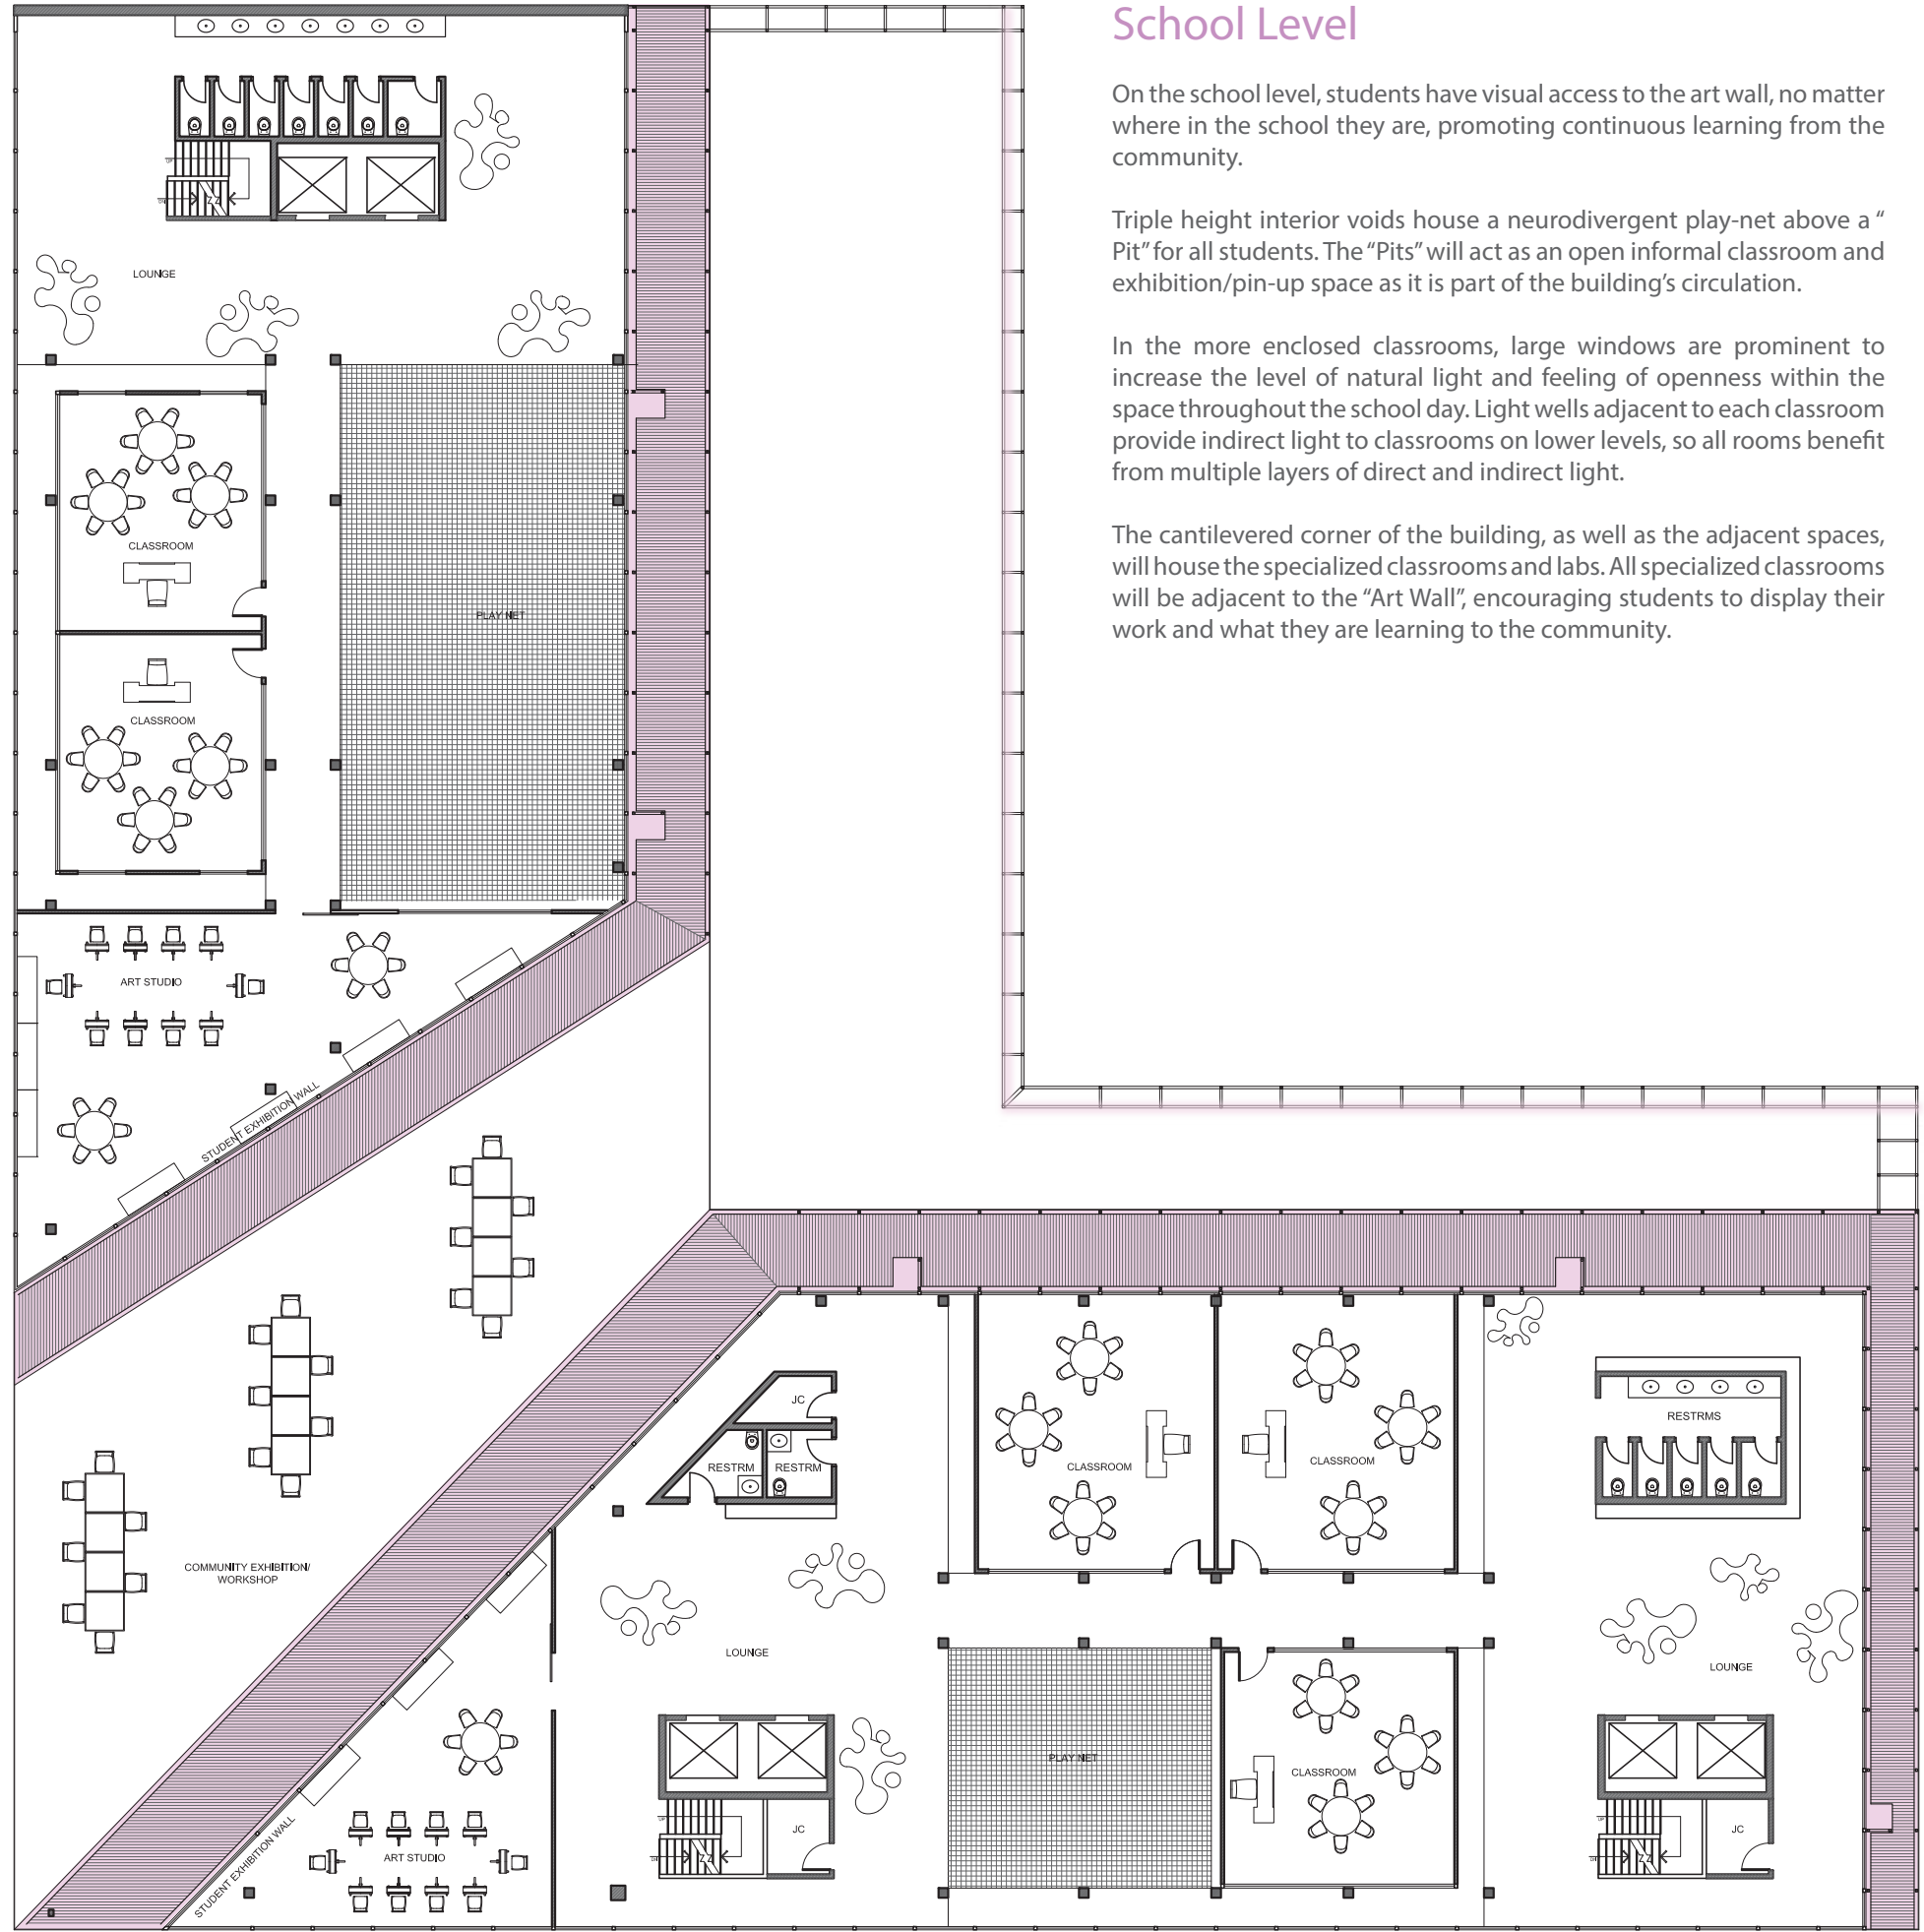 School Level
On the school level, students have visual access to the art wall, no matter
where in the school they are, promoting continuous learning from the
community.
Triple height interior voids house a neurodivergent play-net above a “
Pit” for all students. The “Pits” will act as an open informal classroom and
exhibition/pin-up space as it is part of the building’s circulation.
In the more enclosed classrooms, large windows are prominent to
increase the level of natural light and feeling of openness within the
space throughout the school day. Light wells adjacent to each classroom
provide indirect light to classrooms on lower levels, so all rooms benefit
from multiple layers of direct and indirect light.
The cantilevered corner of the building, as well as the adjacent spaces,
will house the specialized classrooms and labs. All specialized classrooms
will be adjacent to the “Art Wall”, encouraging students to display their
work and what they are learning to the community.
LOUNGE
CLASSROOM
PLAY NET
CLASSROOM
ART STUDIO
STUDENT EXHIBITION WALL
COMMUNITY EXHIBITION/
WORKSHOP
JC
RESTRM
RESTRM
CLASSROOM
CLASSROOM
RESTRMS
LOUNGE
LOUNGE
PLAY NET
CLASSROOM
JC
JC
ART STUDIO
STUDENT EXHIBITION WALL